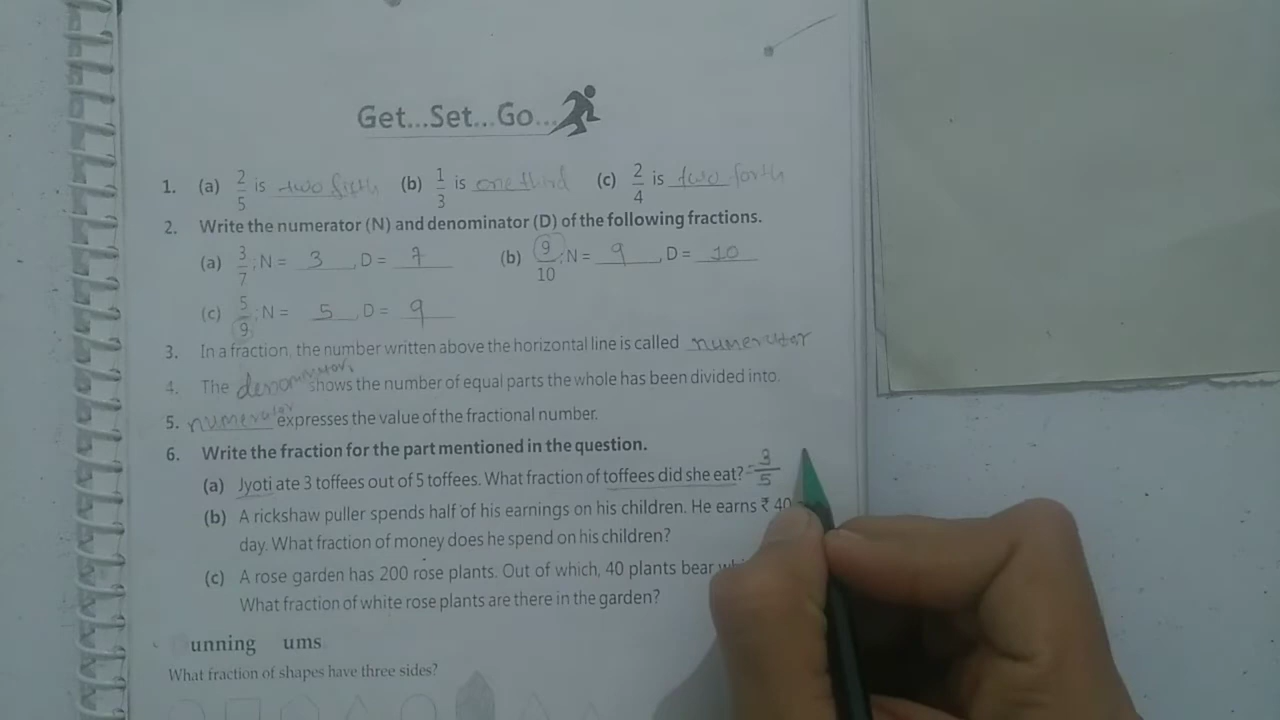 Get...Set...Go...
1. (a) 2/5 is two fifth (b) 1/3 is one third (c) 2/4 is two forth
2. Write the numerator (N) and denominator (D) of the following fractions.
(a) 3/7; N = 3, D = 7 (b) 9/10; N = 9, D = 10
(c) 5/9; N = 5, D = 9
3. In a fraction, the number written above the horizontal line is called numerator
4. The shows the number of equal parts the whole has been divided into.
5. numerator expresses the value of the fractional number.
6. Write the fraction for the part mentioned in the question.
(a) Jyoti ate 3 toffees out of 5 toffees. What fraction of toffees did she eat? = 3/5
(b) A rickshaw puller spends half of his earnings on his children. He earns ₹ 40
day. What fraction of money does he spend on his children?
(c) A rose garden has 200 rose plants. Out of which, 40 plants bear
What fraction of white rose plants are there in the garden?
unning ums
What fraction of shapes have three sides?